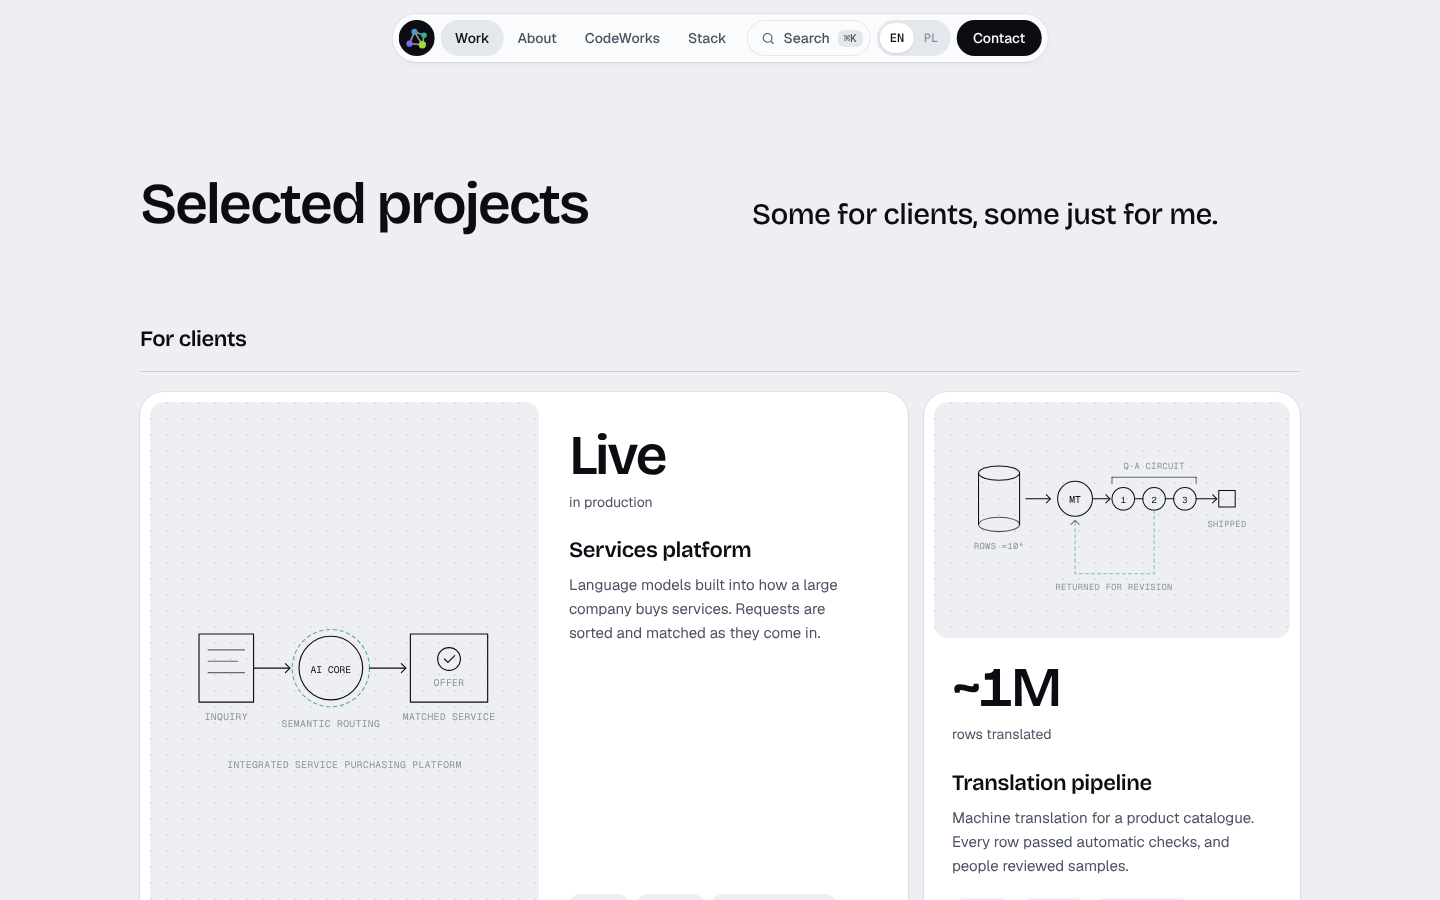 Work
About
CodeWorks
Stack
Search ⌘K
EN
PL
Contact
Selected projects
Some for clients, some just for me.
For clients
AI CORE
OFFER
INQUIRY
SEMANTIC ROUTING
MATCHED SERVICE
INTEGRATED SERVICE PURCHASING PLATFORM
Live
in production
Services platform
Language models built into how a large
company buys services. Requests are
sorted and matched as they come in.
Q·A CIRCUIT
MT
1
2
3
SHIPPED
ROWS ≈10⁶
RETURNED FOR REVISION
~1M
rows translated
Translation pipeline
Machine translation for a product catalogue.
Every row passed automatic checks, and
people reviewed samples.